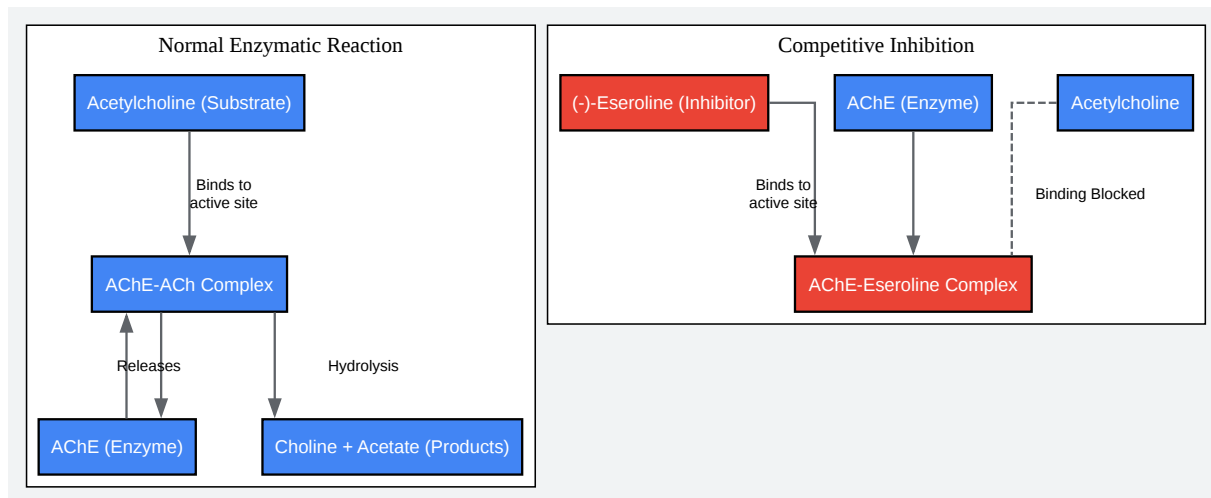 Normal Enzymatic Reaction
Acetylcholine (Substrate)
Binds to
active site
AChE-ACh Complex
Releases
Hydrolysis
AChE (Enzyme)
Choline + Acetate (Products)
Competitive Inhibition
(-)-Eseroline (Inhibitor)
AChE (Enzyme)
Acetylcholine
Binds to
active site
Binding Blocked
AChE-Eseroline Complex